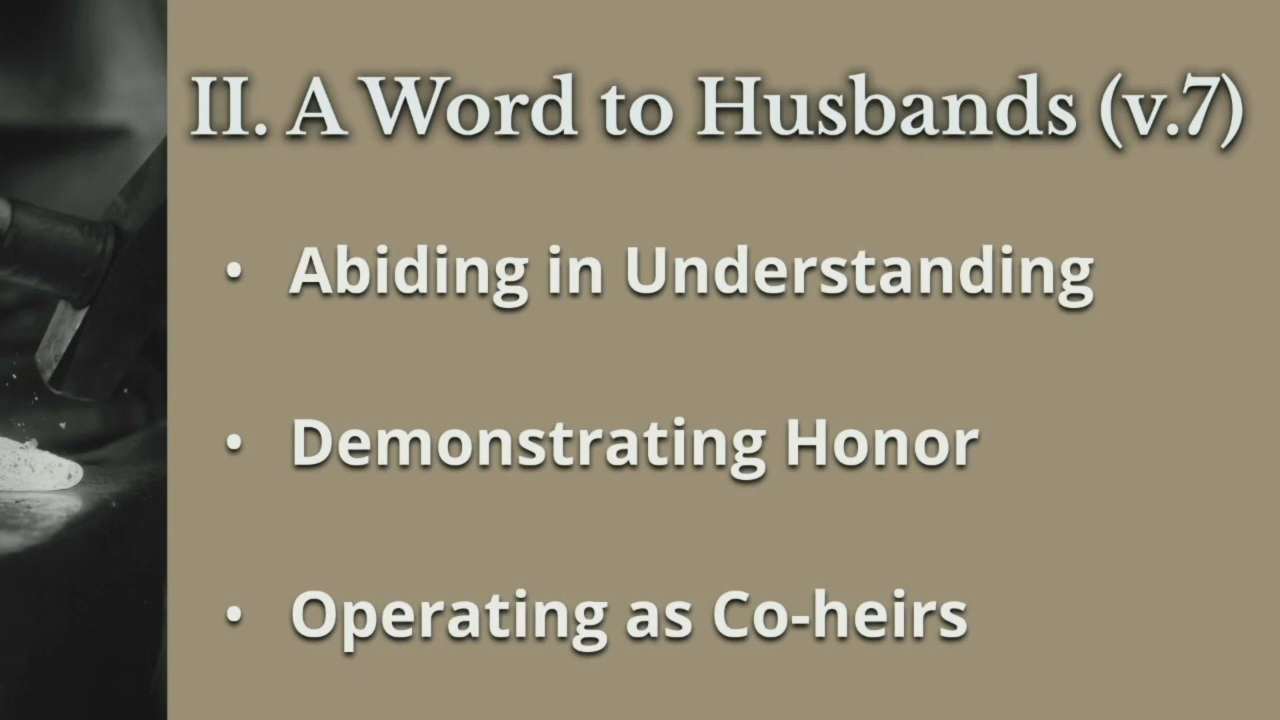 II. A Word to Husbands (v.7)
• Abiding in Understanding
• Demonstrating Honor
• Operating as Co-heirs